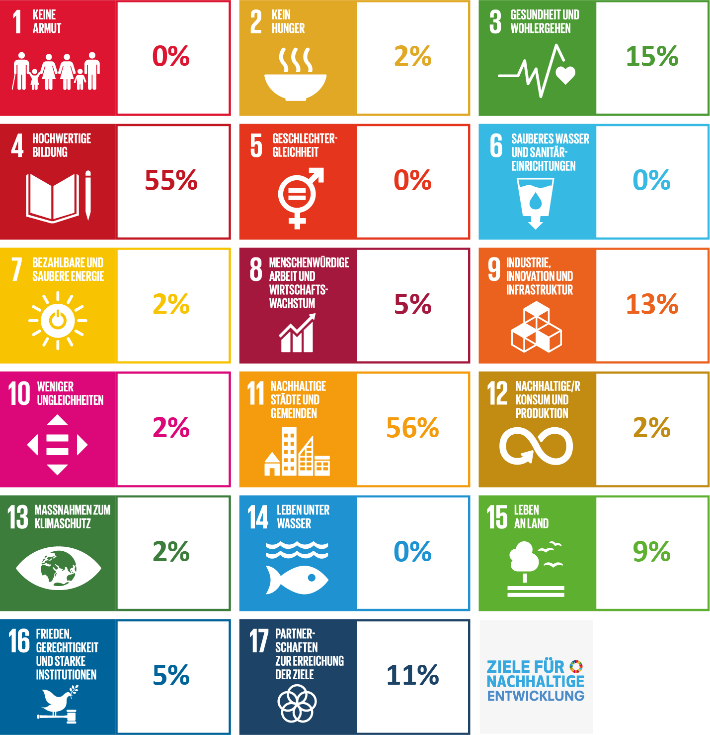 1 KEINE
ARMUT
0%
2 KEIN
HUNGER
2%
3 GESUNDHEIT UND
WOHLERGEHEN
15%
4 HOCHWERTIGE
BILDUNG
55%
5 GESCHLECHTER-
GLEICHHEIT
0%
6 SAUBERES WASSER
UND SANITÄR-
EINRICHTUNGEN
0%
7 BEZAHLBARE UND
SAUBERE ENERGIE
2%
8 MENSCHENWÜRDIGE
ARBEIT UND
WIRTSCHAFTS-
WACHSTUM
5%
9 INDUSTRIE,
INNOVATION UND
INFRASTRUKTUR
13%
10 WENIGER
UNGLEICHHEITEN
2%
11 NACHHALTIGE
STÄDTE UND
GEMEINDEN
56%
12 NACHHALTIGE/R
KONSUM UND
PRODUKTION
2%
13 MASSNAHMEN ZUM
KLIMASCHUTZ
2%
14 LEBEN UNTER
WASSER
0%
15 LEBEN
AN LAND
9%
16 FRIEDEN,
GERECHTIGKEIT
UND STARKE
INSTITUTIONEN
5%
17 PARTNER-
SCHAFTEN
ZUR ERREICHUNG
DER ZIELE
11%
ZIELE FÜR
NACHHALTIGE
ENTWICKLUNG